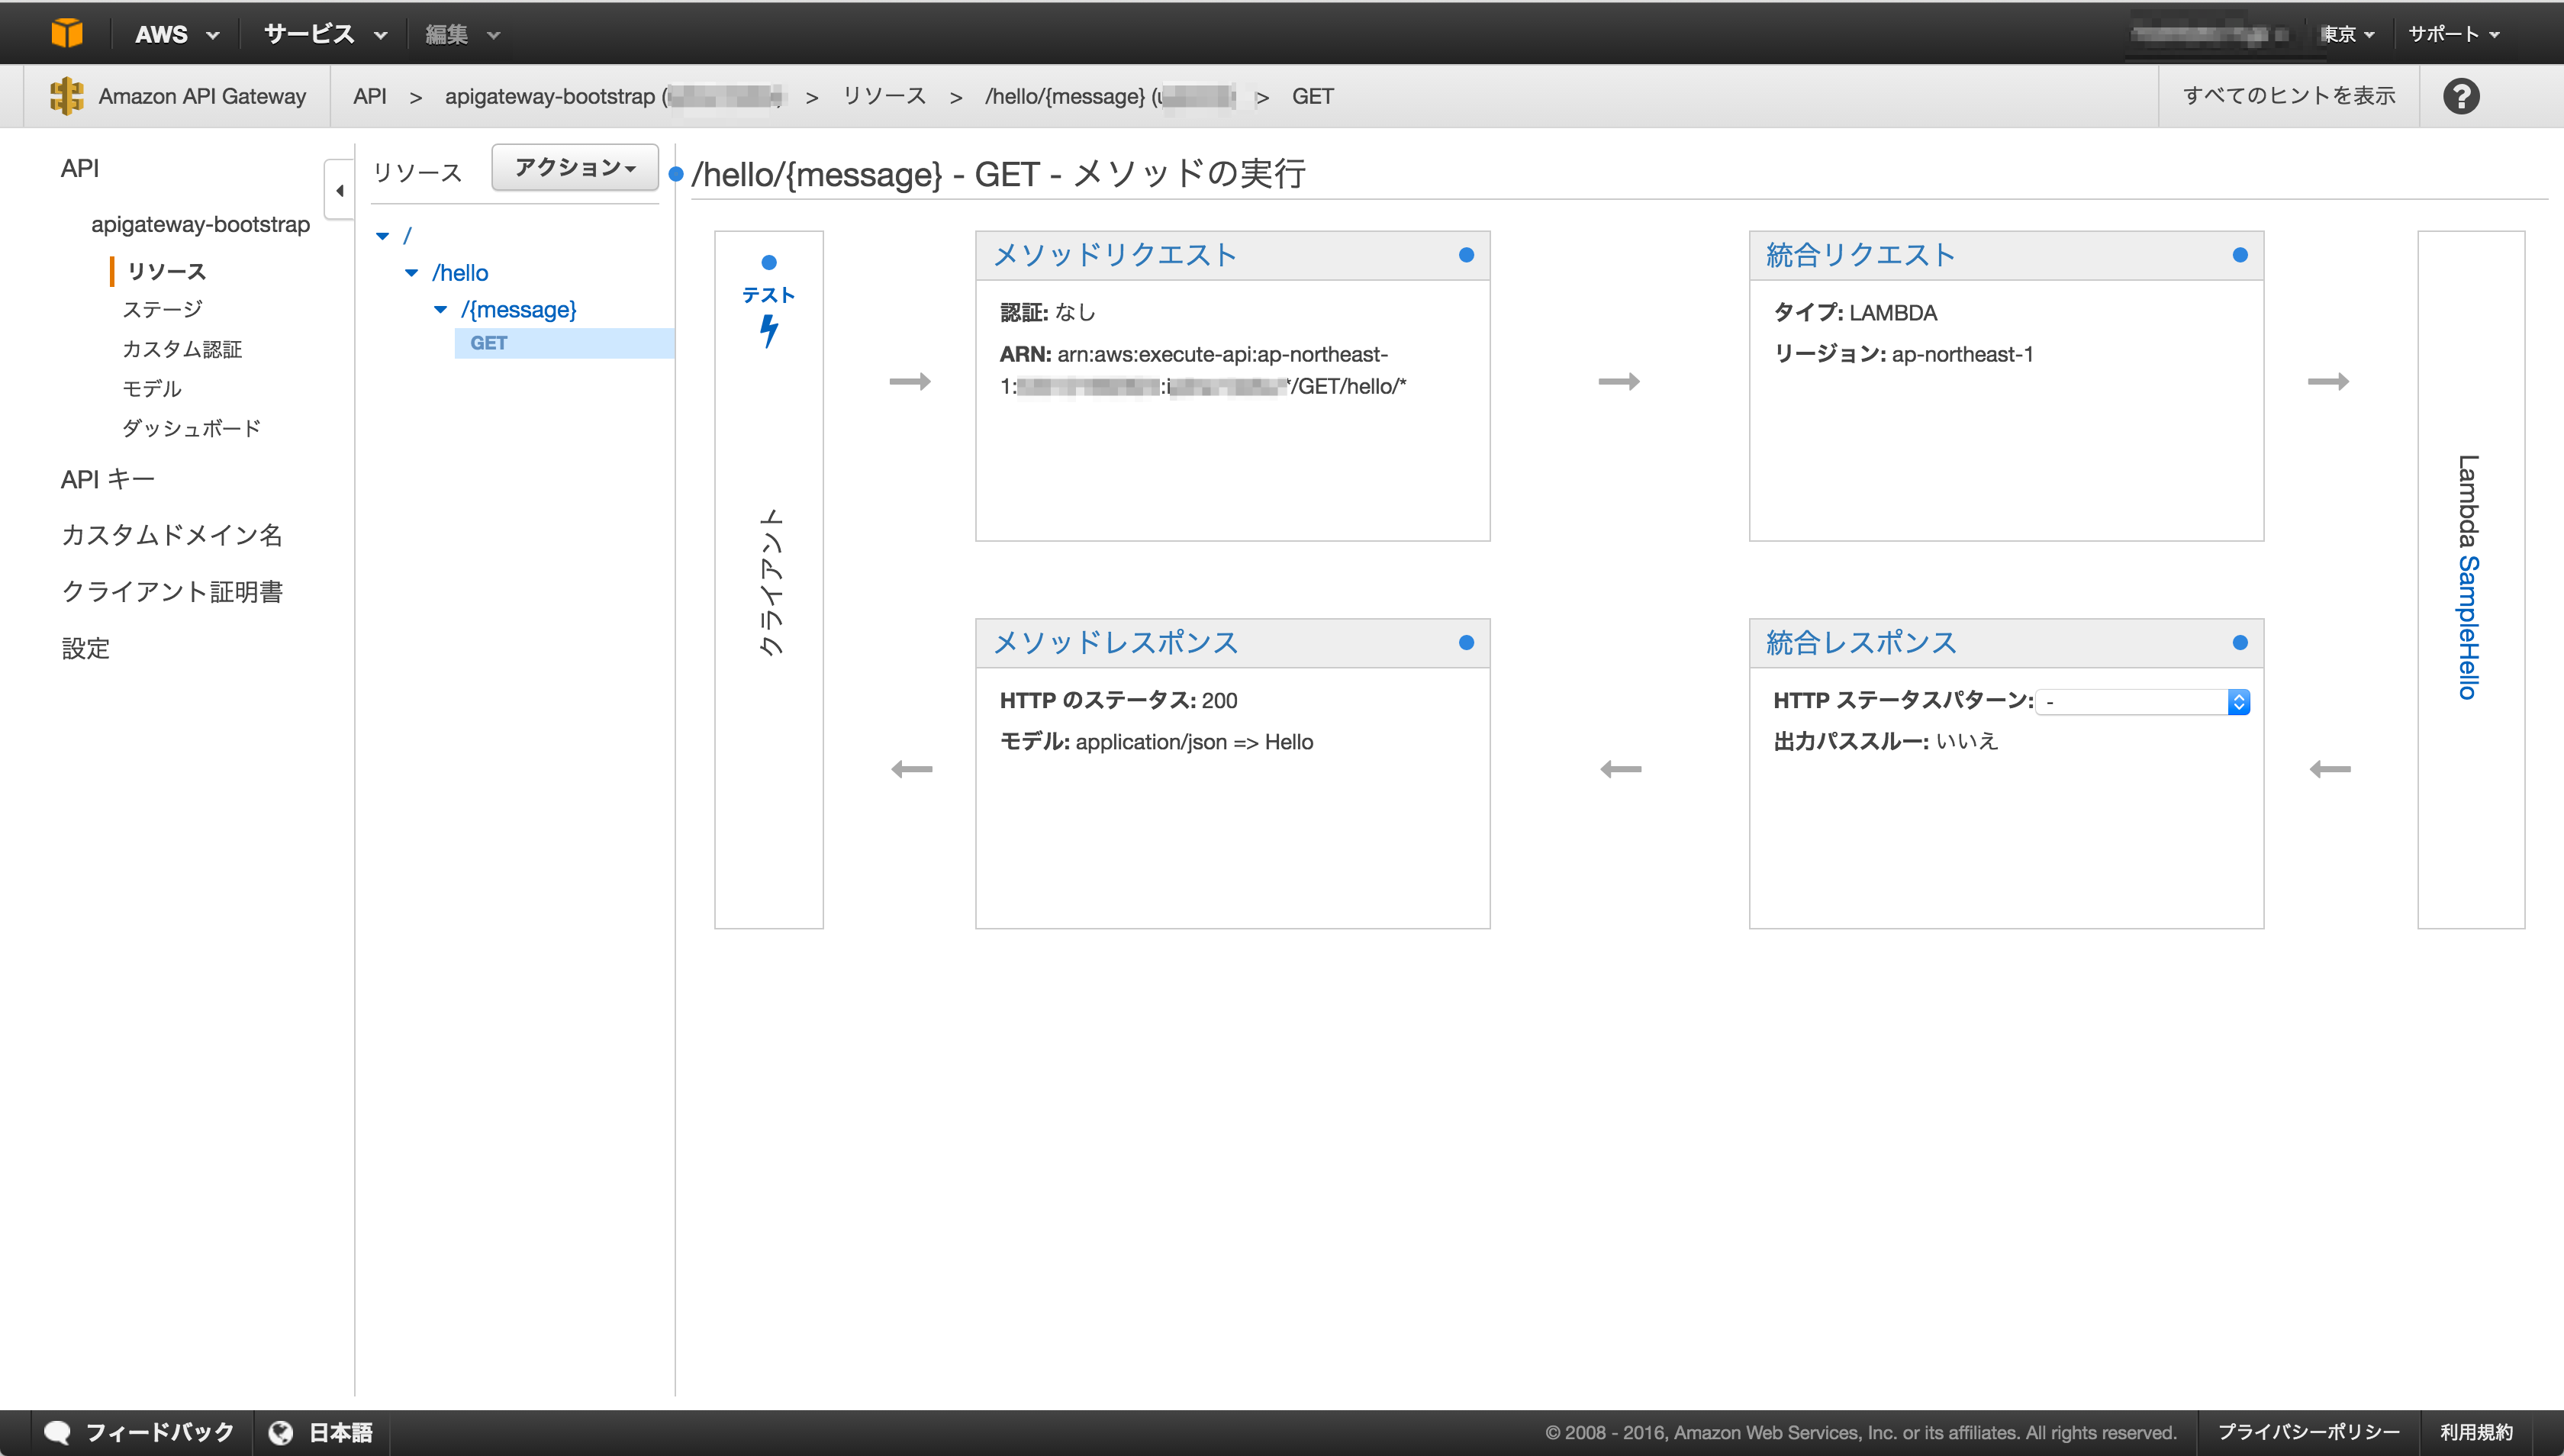 AWS サービス 編集 東京 サポート
Amazon API Gateway API > apigateway-bootstrap ( > リソース > /hello/{message} ( > GET すべてのヒントを表示 ?
API
apigateway-bootstrap
リソース
ステージ
カスタム認証
モデル
ダッシュボード
API キー
カスタムドメイン名
クライアント証明書
設定
リソース アクション
/
/hello
/{message}
GET
/hello/{message} - GET - メソッドの実行
テスト
クライアント
メソッドリクエスト
認証: なし
ARN: arn:aws:execute-api:ap-northeast-
1: :i */GET/hello/*
統合リクエスト
タイプ: LAMBDA
リージョン: ap-northeast-1
メソッドレスポンス
HTTP のステータス: 200
モデル: application/json => Hello
統合レスポンス
HTTP ステータスパターン: -
出力パススルー: いいえ
Lambda SampleHello
フィードバック 日本語 © 2008 - 2016, Amazon Web Services, Inc. or its affiliates. All rights reserved. プライバシーポリシー 利用規約